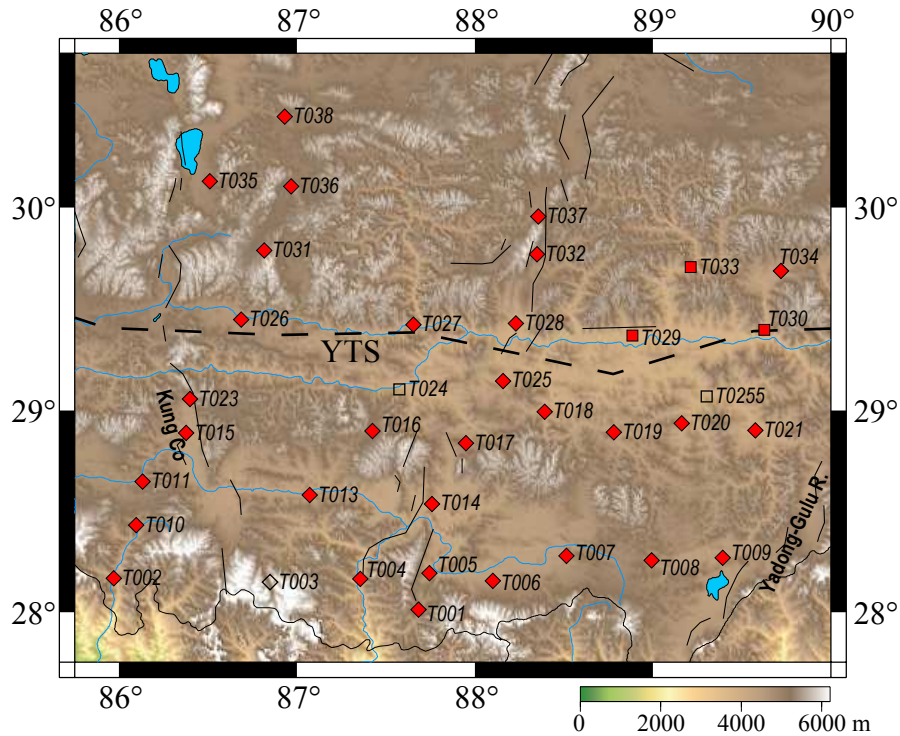 86° 87° 88° 89° 90°
T038
T035 T036
30° 30°
T037
T031 T032
T033 T034
T026 T027 T028 T029 T030
YTS
T024 T025 T0255
T023
29° 29°
Kung Co
T015 T016 T017 T018 T019 T020 T021
T011 T013 T014
Yadong-Gulu R.
T010
T002 T003 T004 T005 T006 T007 T008 T009
28° 28°
T001
86° 87° 88° 89° 90°
0 2000 4000 6000 m